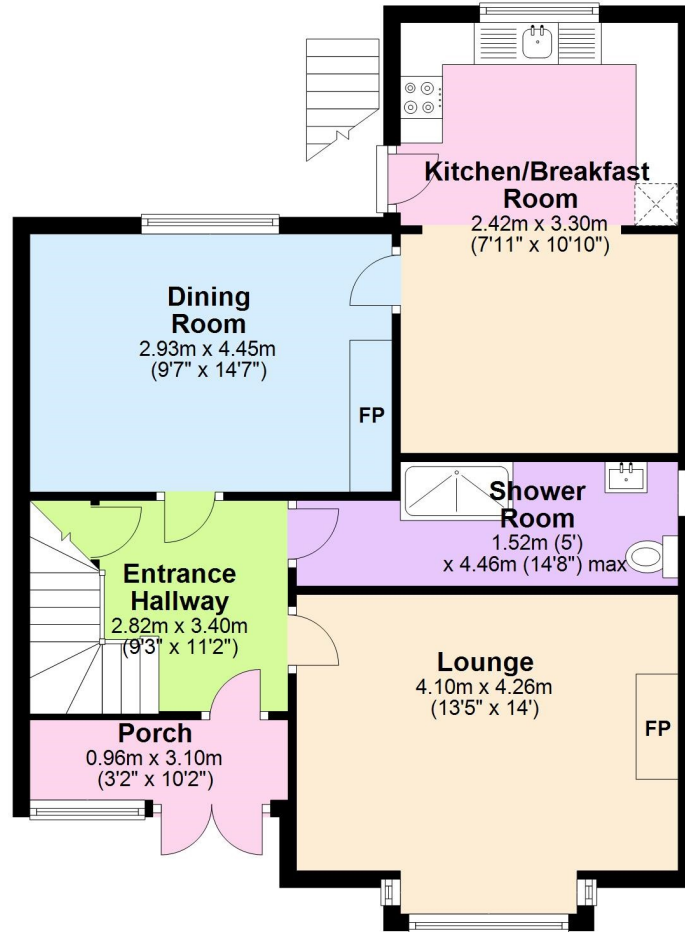 Kitchen/Breakfast
Room
2.42m x 3.30m
(7'11" x 10'10")
Dining
Room
2.93m x 4.45m
(9'7" x 14'7")
FP
Shower
Room
1.52m (5')
x 4.46m (14'8") max
Entrance
Hallway
2.82m x 3.40m
(9'3" x 11'2")
Lounge
4.10m x 4.26m
(13'5" x 14')
FP
Porch
0.96m x 3.10m
(3'2" x 10'2")